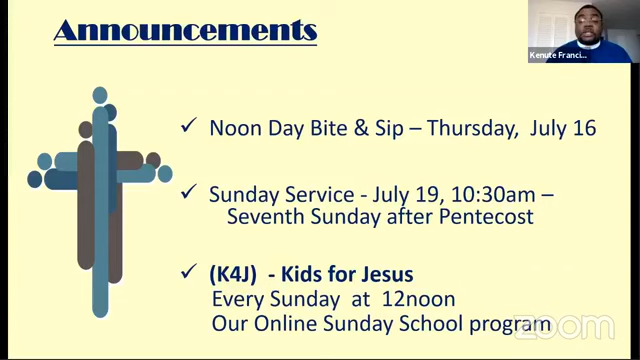 Announcements
Kenute Franci...
✓ Noon Day Bite & Sip – Thursday, July 16
✓ Sunday Service - July 19, 10:30am –
Seventh Sunday after Pentecost
✓ (K4J) - Kids for Jesus
Every Sunday at 12noon
Our Online Sunday School program
zoom